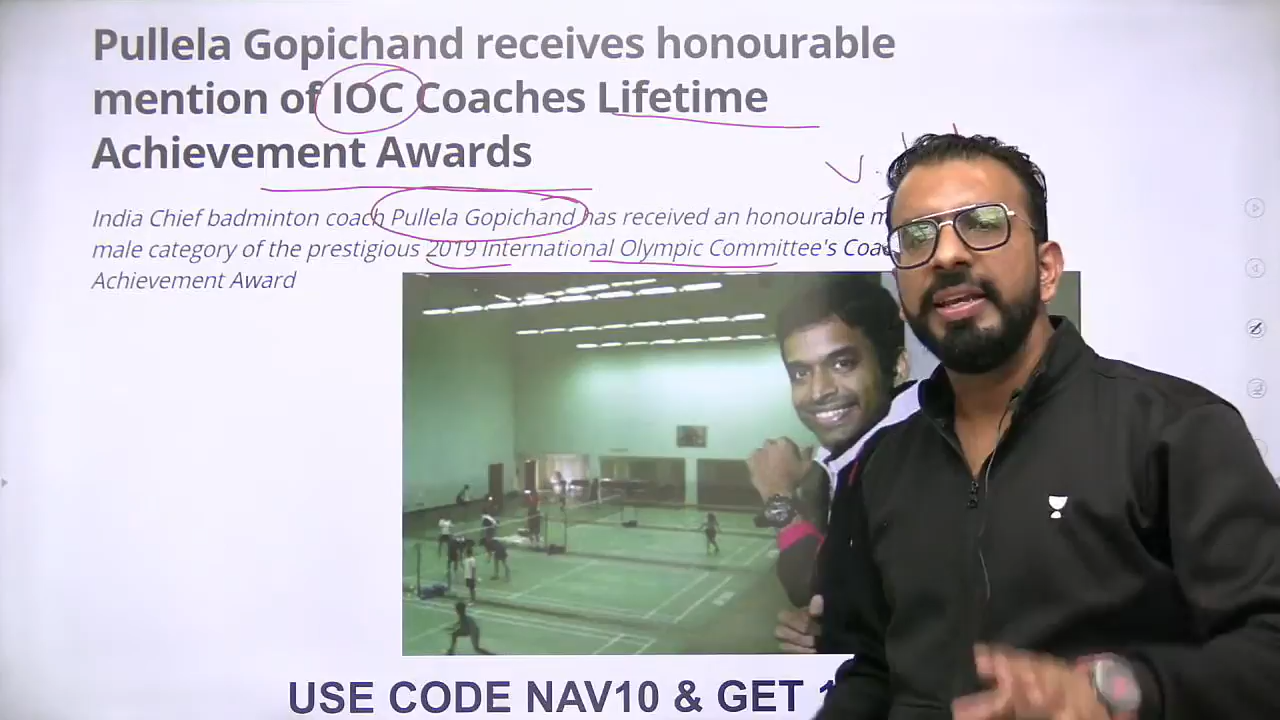 Pullela Gopichand receives honourable
mention of IOC Coaches Lifetime
Achievement Awards
India Chief badminton coach Pullela Gopichand has received an honourable
male category of the prestigious 2019 International Olympic Committee's
Achievement Award
USE CODE NAV10 & GET